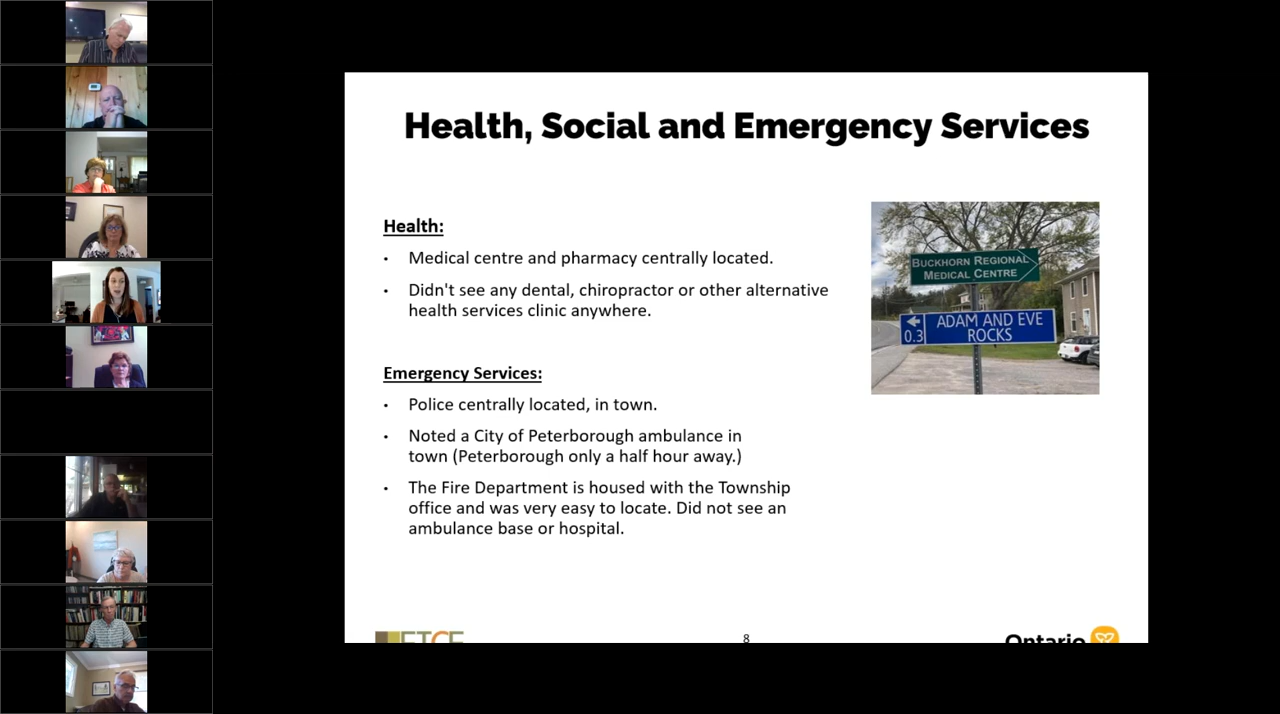 Health, Social and Emergency Services
Health:
• Medical centre and pharmacy centrally located.
• Didn't see any dental, chiropractor or other alternative
health services clinic anywhere.
Emergency Services:
• Police centrally located, in town.
• Noted a City of Peterborough ambulance in
town (Peterborough only a half hour away.)
• The Fire Department is housed with the Township
office and was very easy to locate. Did not see an
ambulance base or hospital.
BUCKHORN REGIONAL
MEDICAL CENTRE
ADAM AND EVE
0.3 ROCKS
8
Ontario